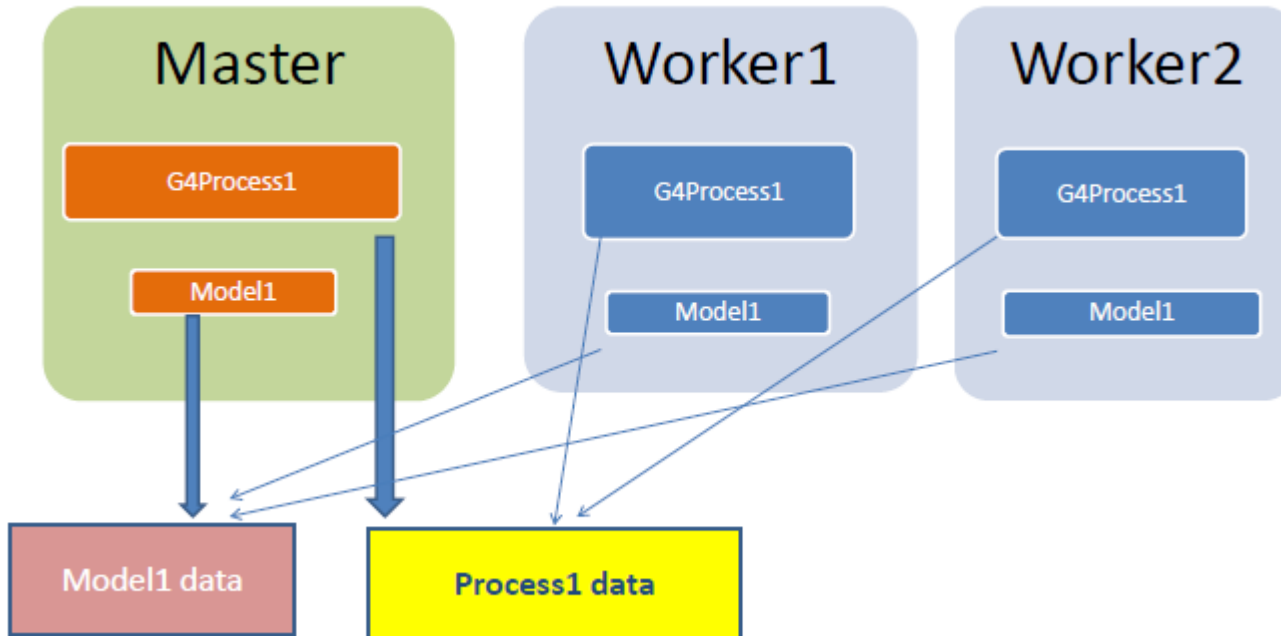 Master
G4Process1
Model1
Worker1
G4Process1
Model1
Worker2
G4Process1
Model1
Model1 data
Process1 data